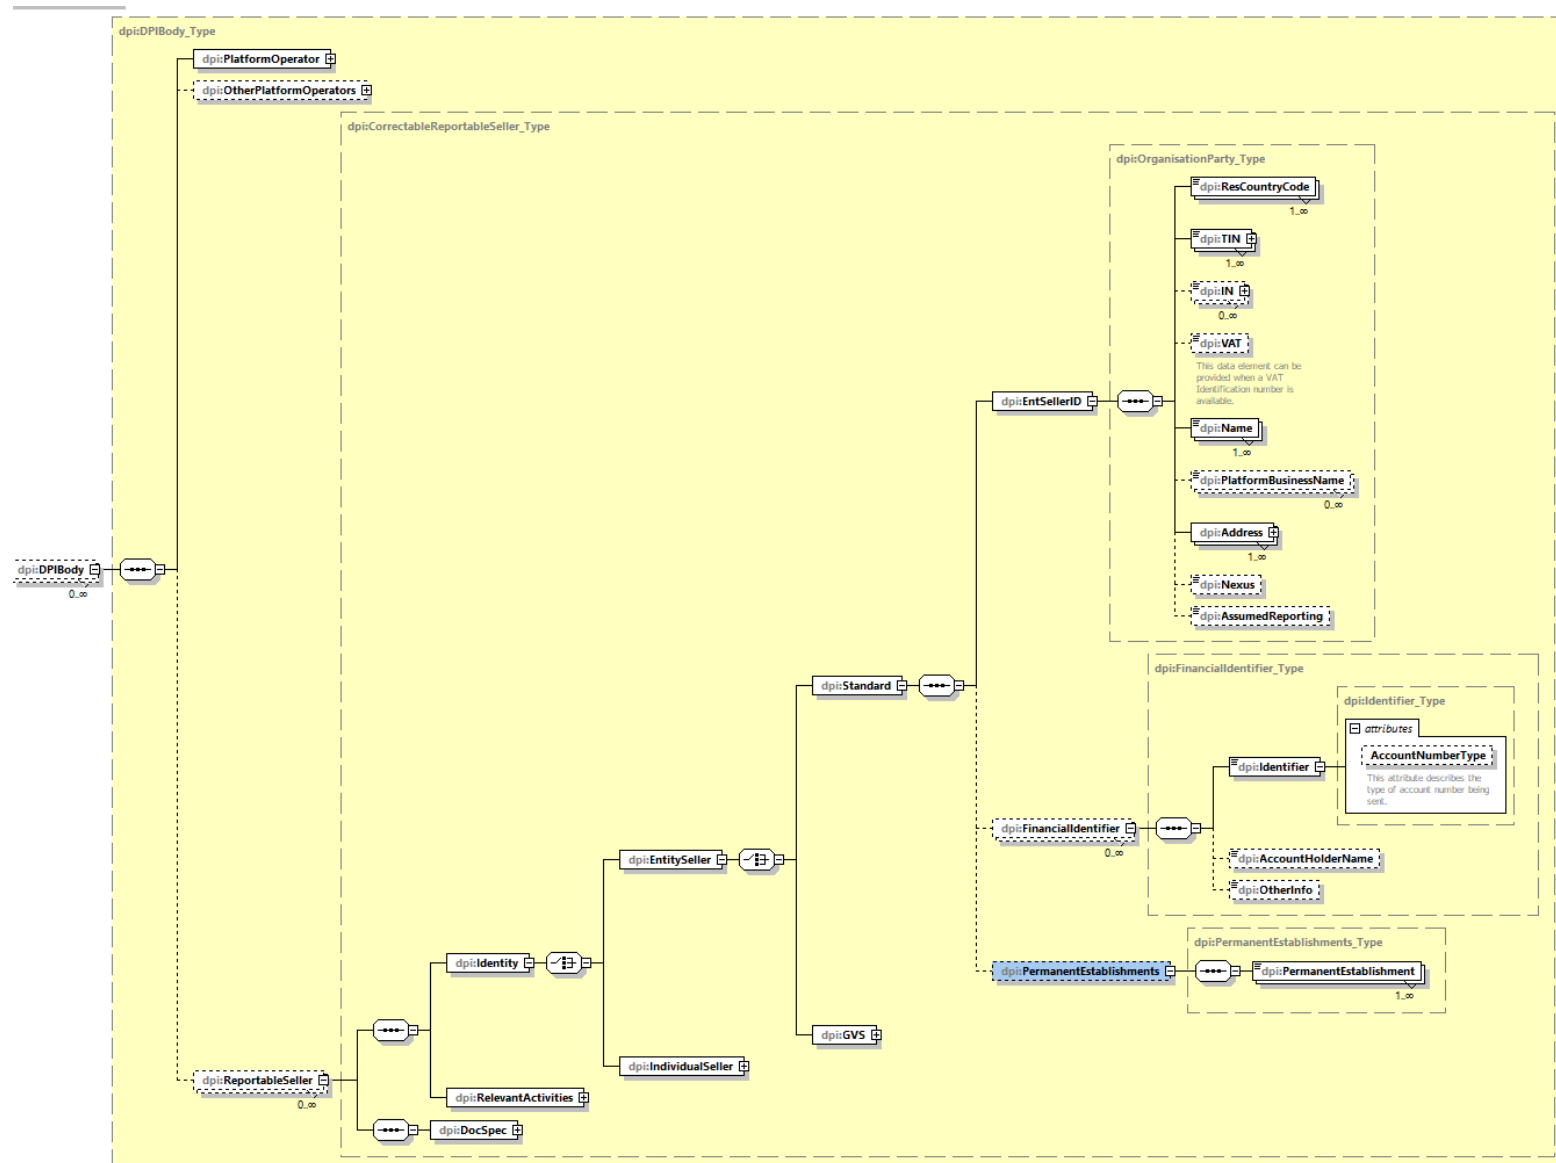 dpi:DPIBody_Type
dpi:PlatformOperator
dpi:OtherPlatformOperators
dpi:CorrectableReportableSeller_Type
dpi:OrganisationParty_Type
dpi:ResCountryCode
1..∞
dpi:TIN
1..∞
dpi:IN
0..∞
dpi:VAT
This data element can be
provided when a VAT
Identification number is
available.
dpi:EntSellerID
dpi:Name
1..∞
dpi:PlatformBusinessName
0..∞
dpi:Address
1..∞
dpi:DPIBody
0..∞
dpi:Nexus
dpi:AssumedReporting
dpi:FinancialIdentifier_Type
dpi:Standard
dpi:Identifier_Type
attributes
AccountNumberType
dpi:Identifier
This attribute describes the
type of account number being
sent.
dpi:FinancialIdentifier
0..∞
dpi:EntitySeller
dpi:AccountHolderName
dpi:OtherInfo
dpi:PermanentEstablishments_Type
dpi:Identity
dpi:PermanentEstablishments
dpi:PermanentEstablishment
1..∞
dpi:GVS
dpi:IndividualSeller
dpi:ReportableSeller
0..∞
dpi:RelevantActivities
dpi:DocSpec